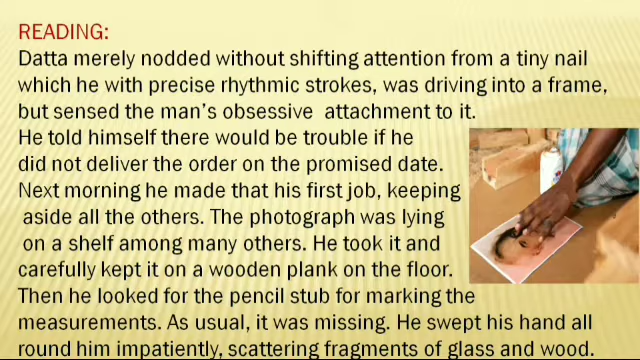 READING:
Datta merely nodded without shifting attention from a tiny nail
which he with precise rhythmic strokes, was driving into a frame,
but sensed the man’s obsessive attachment to it.
He told himself there would be trouble if he
did not deliver the order on the promised date.
Next morning he made that his first job, keeping
aside all the others. The photograph was lying
on a shelf among many others. He took it and
carefully kept it on a wooden plank on the floor.
Then he looked for the pencil stub for marking the
measurements. As usual, it was missing. He swept his hand all
round him impatiently, scattering fragments of glass and wood.